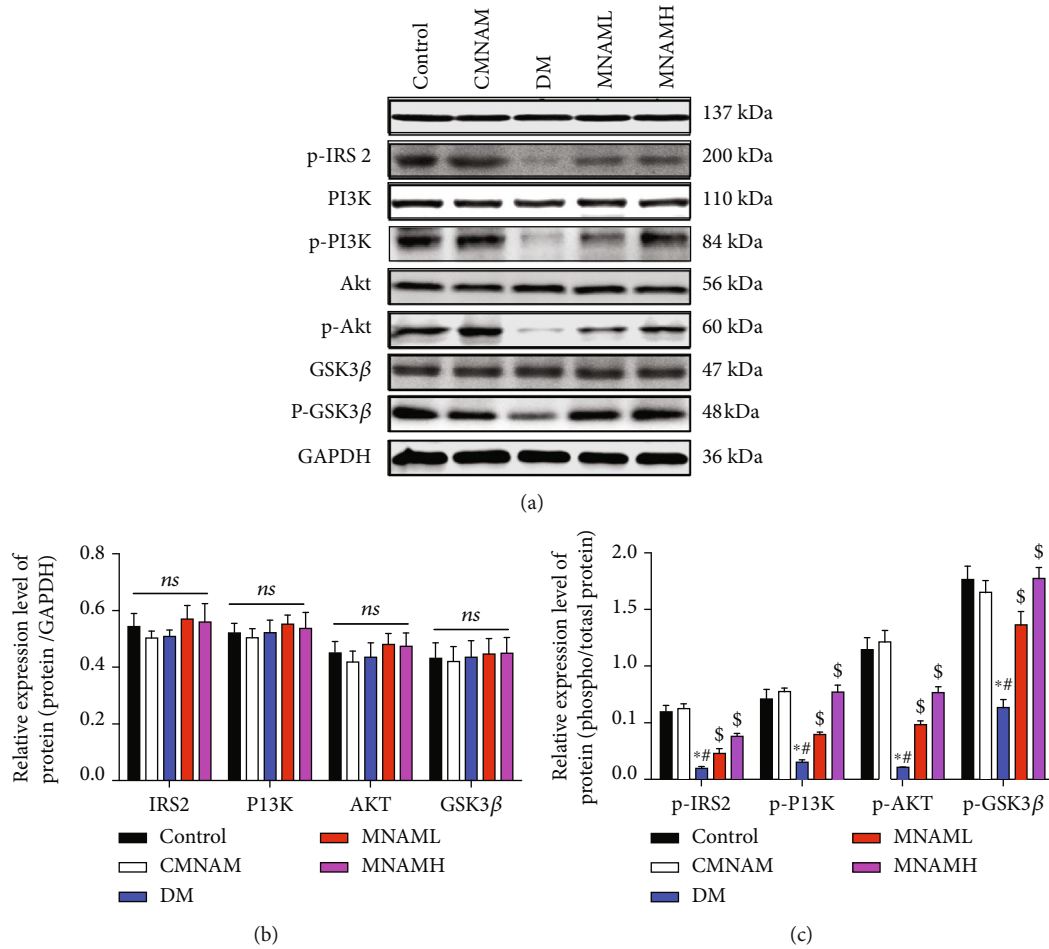 Control CMNAM DM MNAML MNAMH
137 kDa
p-IRS 2 200 kDa
PI3K 110 kDa
p-PI3K 84 kDa
Akt 56 kDa
p-Akt 60 kDa
GSK3β 47 kDa
P-GSK3β 48kDa
GAPDH 36 kDa
(a)
Relative expression level of
protein (protein /GAPDH)
0.8
0.6
0.4
0.2
0.0
ns ns ns ns
IRS2 P13K AKT GSK3β
Control MNAML
CMNAM MNAMH
DM
(b)
Relative expression level of
protein (phospho/totasl protein)
2.0
1.0
0.1
0.0
*# $ $ *# $ $ *# $ $ *# $ $
p-IRS2 p-P13K p-AKT p-GSK3β
Control MNAML
CMNAM MNAMH
DM
(c)